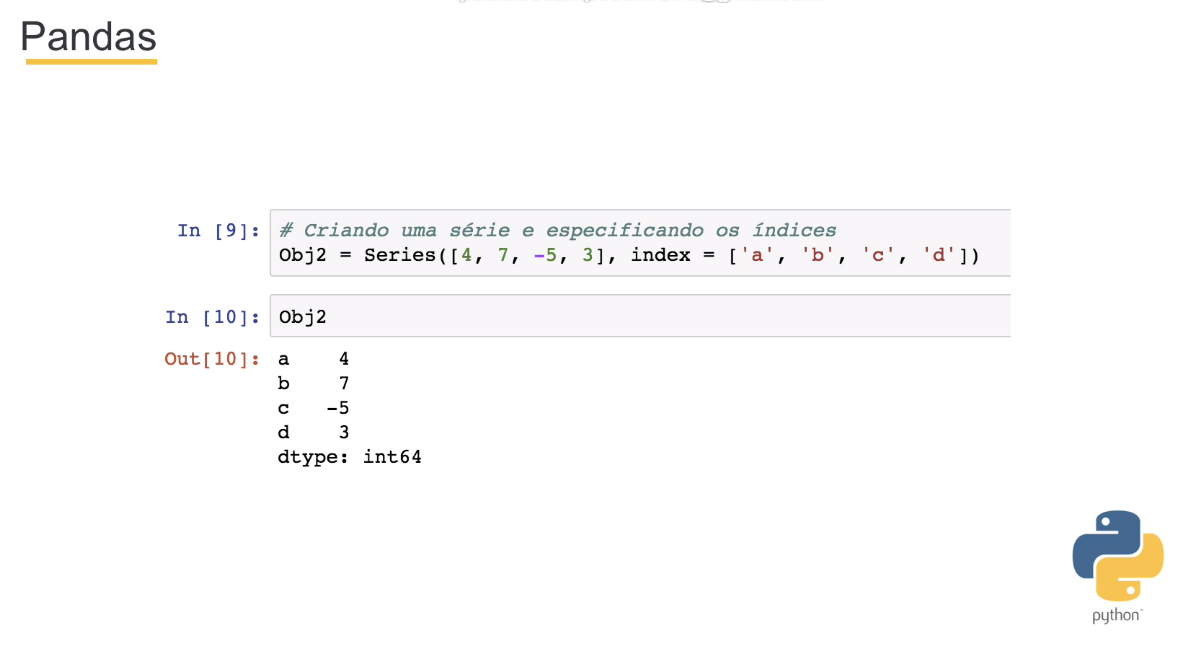 Pandas
In [9]: # Criando uma série e especificando os índices
Obj2 = Series([4, 7, -5, 3], index = ['a', 'b', 'c', 'd'])
In [10]: Obj2
Out[10]: a 4
b 7
c -5
d 3
dtype: int64
python